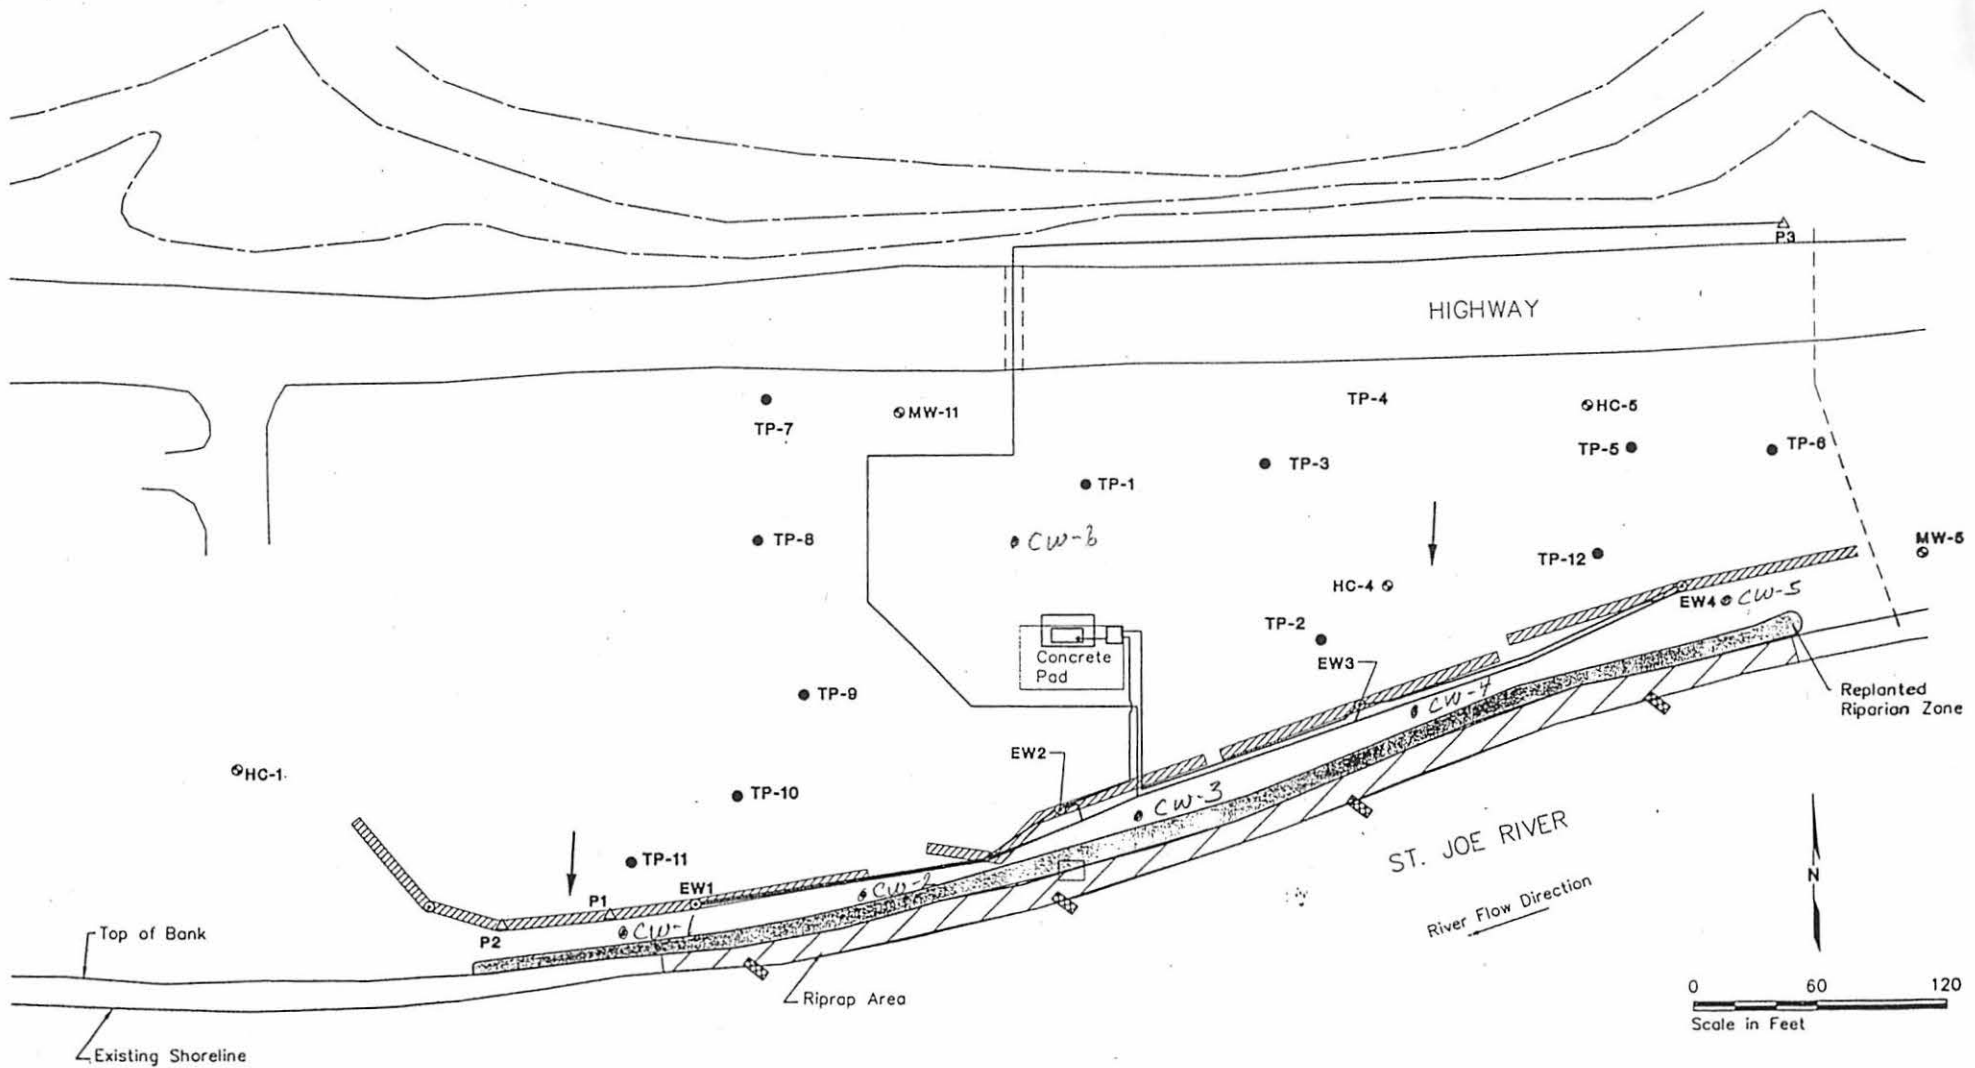 P3
HIGHWAY
TP-7
MW-11
TP-4
HC-5
TP-5
TP-6
TP-3
TP-1
TP-8
CW-6
MW-5
TP-12
HC-4
EW4
CW-5
TP-2
Concrete
Pad
EW3
CW-4
Replanted
Riparian Zone
TP-9
EW2
HC-1
TP-10
CW-3
ST. JOE RIVER
TP-11
EW1
CW-2
P1
N
River Flow Direction
Top of Bank
P2
CW-1
Riprap Area
0 60 120
Scale in Feet
Existing Shoreline